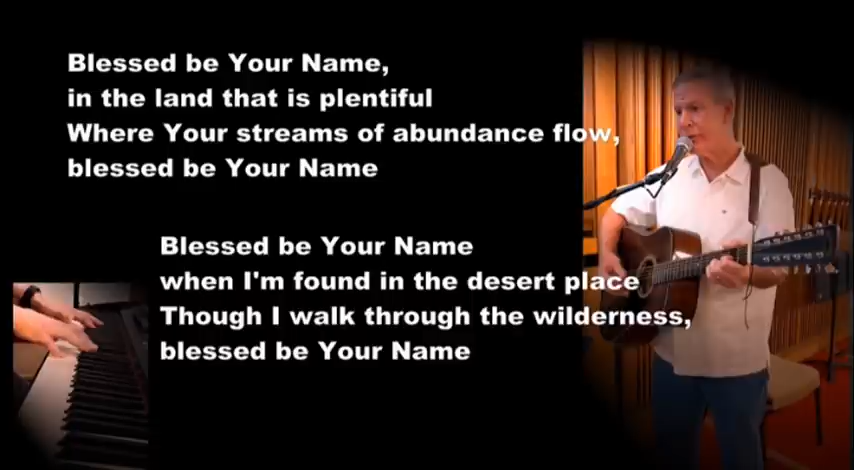 Blessed be Your Name,
in the land that is plentiful
Where Your streams of abundance flow,
blessed be Your Name
Blessed be Your Name
when I'm found in the desert place
Though I walk through the wilderness,
blessed be Your Name